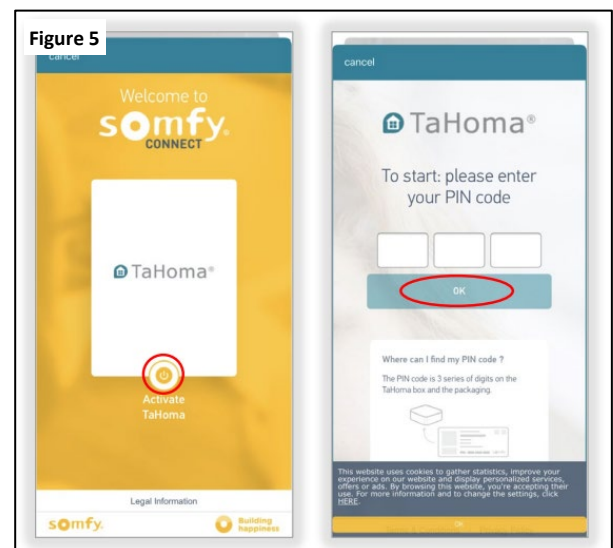 Figure 5
cancel
Welcome to
somfy.
CONNECT
TaHoma®
Activate
TaHoma
Legal Information
somfy.
Building
happiness
cancel
TaHoma®
To start: please enter
your PIN code
OK
Where can I find my PIN code ?
The PIN code is 3 series of digits on the
TaHoma box and the packaging.
This website uses cookies to gather statistics, improve your
experience on our website and display personalized services,
offers or ads. By browsing this website, you're accepting their
use. For more information and to change the settings, click
HERE.
OK